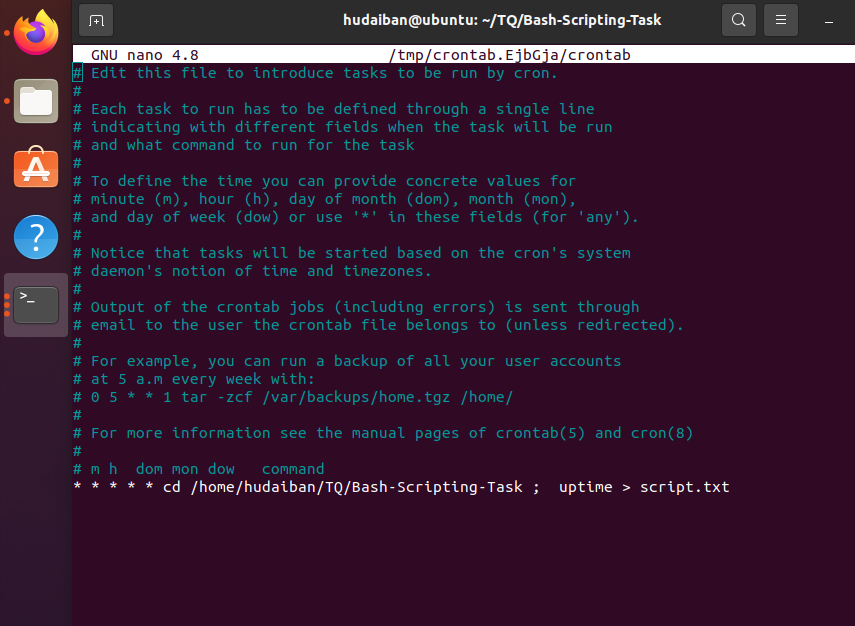 hudaiban@ubuntu: ~/TQ/Bash-Scripting-Task
GNU nano 4.8 /tmp/crontab.EjbGja/crontab
# Edit this file to introduce tasks to be run by cron.
#
# Each task to run has to be defined through a single line
# indicating with different fields when the task will be run
# and what command to run for the task
#
# To define the time you can provide concrete values for
# minute (m), hour (h), day of month (dom), month (mon),
# and day of week (dow) or use '*' in these fields (for 'any').
#
# Notice that tasks will be started based on the cron's system
# daemon's notion of time and timezones.
#
# Output of the crontab jobs (including errors) is sent through
# email to the user the crontab file belongs to (unless redirected).
#
# For example, you can run a backup of all your user accounts
# at 5 a.m every week with:
# 0 5 * * 1 tar -zcf /var/backups/home.tgz /home/
#
# For more information see the manual pages of crontab(5) and cron(8)
#
# m h  dom mon dow   command
* * * * * cd /home/hudaiban/TQ/Bash-Scripting-Task ;  uptime > script.txt